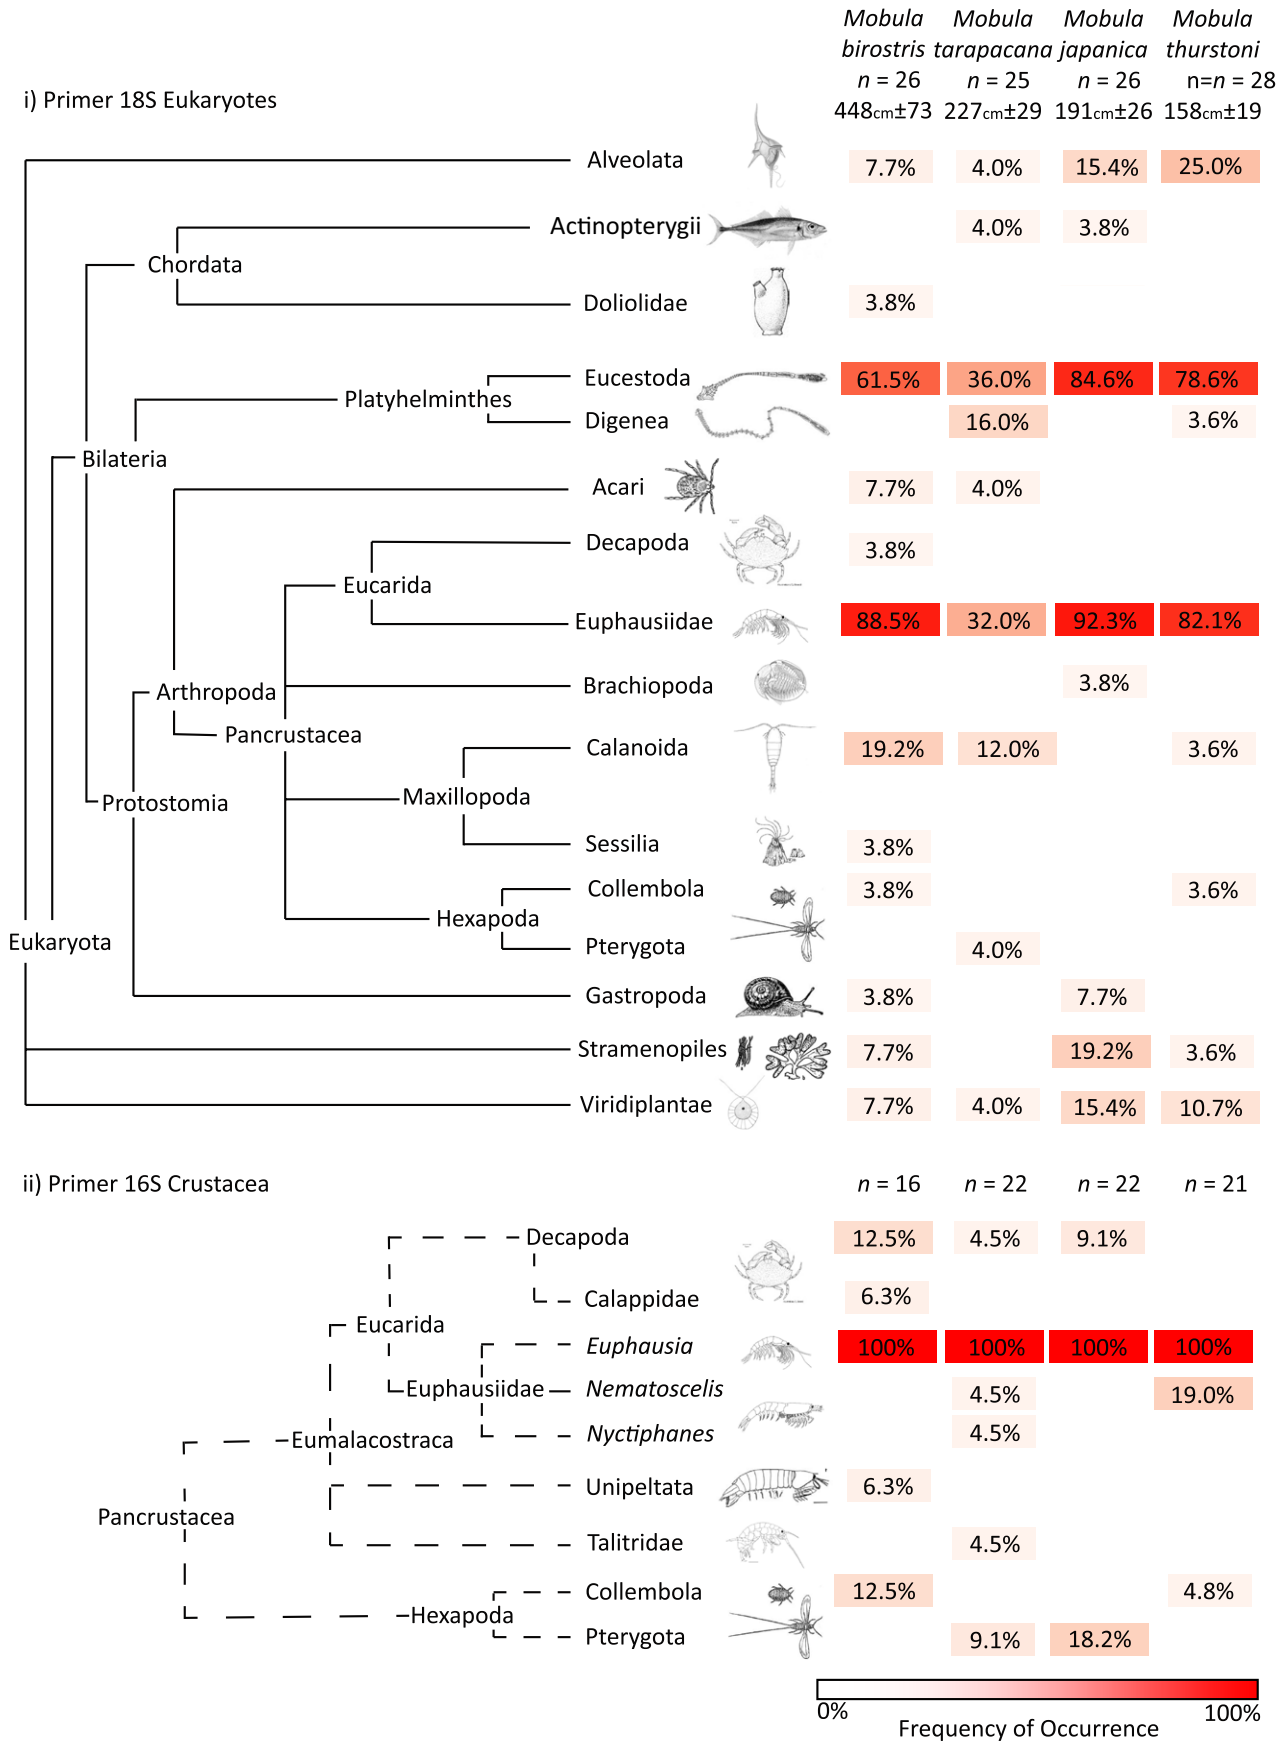 Mobula Mobula Mobula Mobula
birostris tarapacana japanica thurstoni
n = 26 n = 25 n = 26 n=n = 28
i) Primer 18S Eukaryotes
448cm±73 227cm±29 191cm±26 158cm±19
Alveolata 7.7% 4.0% 15.4% 25.0%
Actinopterygii 4.0% 3.8%
Chordata
Doliolidae 3.8%
Eucestoda 61.5% 36.0% 84.6% 78.6%
Platyhelminthes
Digenea 16.0% 3.6%
Bilateria
Acari 7.7% 4.0%
Decapoda 3.8%
Eucarida
Euphausiidae 88.5% 32.0% 92.3% 82.1%
Brachiopoda 3.8%
Arthropoda
Pancrustacea
Calanoida 19.2% 12.0% 3.6%
Maxillopoda
Protostomia
Sessilia 3.8%
Collembola 3.8% 3.6%
Hexapoda
Eukaryota
Pterygota 4.0%
Gastropoda 3.8% 7.7%
Stramenopiles 7.7% 19.2% 3.6%
Viridiplantae 7.7% 4.0% 15.4% 10.7%
ii) Primer 16S Crustacea n = 16 n = 22 n = 22 n = 21
Decapoda 12.5% 4.5% 9.1%
Calappidae 6.3%
Eucarida
Euphausia 100% 100% 100% 100%
Euphausiidae Nematoscelis 4.5% 19.0%
Nyctiphanes 4.5%
Eumalacostraca
Unipeltata 6.3%
Pancrustacea
Talitridae 4.5%
Collembola 12.5% 4.8%
Hexapoda
Pterygota 9.1% 18.2%
0% 100%
Frequency of Occurrence